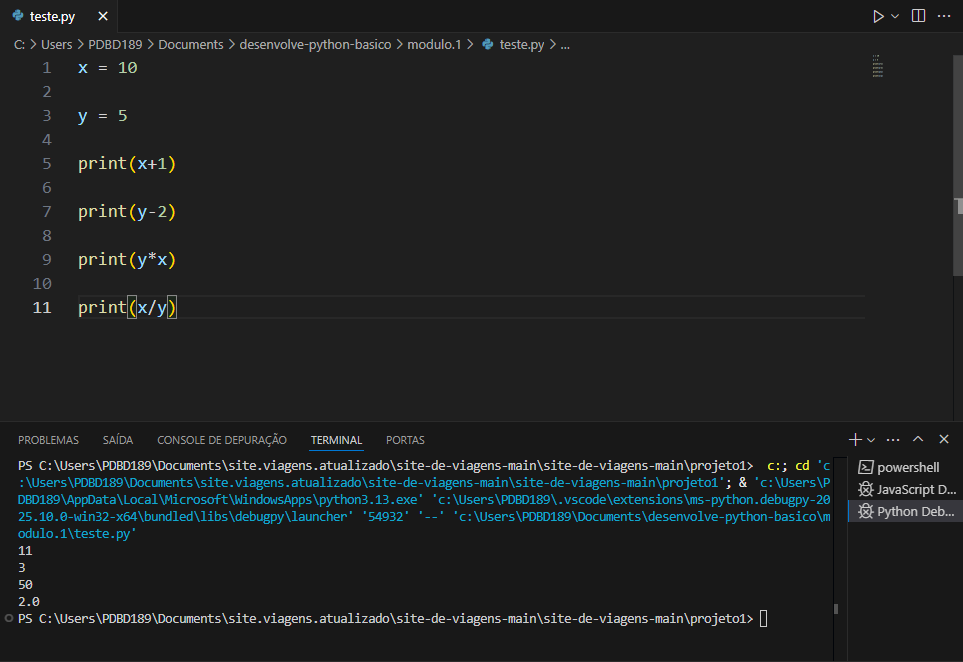 teste.py
C: > Users > PDBD189 > Documents > desenvolve-python-basico > modulo.1 > teste.py > ...
1 x = 10
2
3 y = 5
4
5 print(x+1)
6
7 print(y-2)
8
9 print(y*x)
10
11 print(x/y)
PROBLEMAS SAÍDA CONSOLE DE DEPURAÇÃO TERMINAL PORTAS
PS C:\Users\PDBD189\Documents\site.viagens.atualizado\site-de-viagens-main\site-de-viagens-main\projeto1>  c:; cd 'c
:\Users\PDBD189\Documents\site.viagens.atualizado\site-de-viagens-main\site-de-viagens-main\projeto1'; & 'c:\Users\P
DBD189\AppData\Local\Microsoft\WindowsApps\python3.13.exe' 'c:\Users\PDBD189\.vscode\extensions\ms-python.debugpy-20
25.10.0-win32-x64\bundled\libs\debugpy\launcher' '54932' '--' 'c:\Users\PDBD189\Documents\desenvolve-python-basico\m
odulo.1\teste.py'
11
3
50
2.0
PS C:\Users\PDBD189\Documents\site.viagens.atualizado\site-de-viagens-main\site-de-viagens-main\projeto1>
powershell
JavaScript D...
Python Deb...